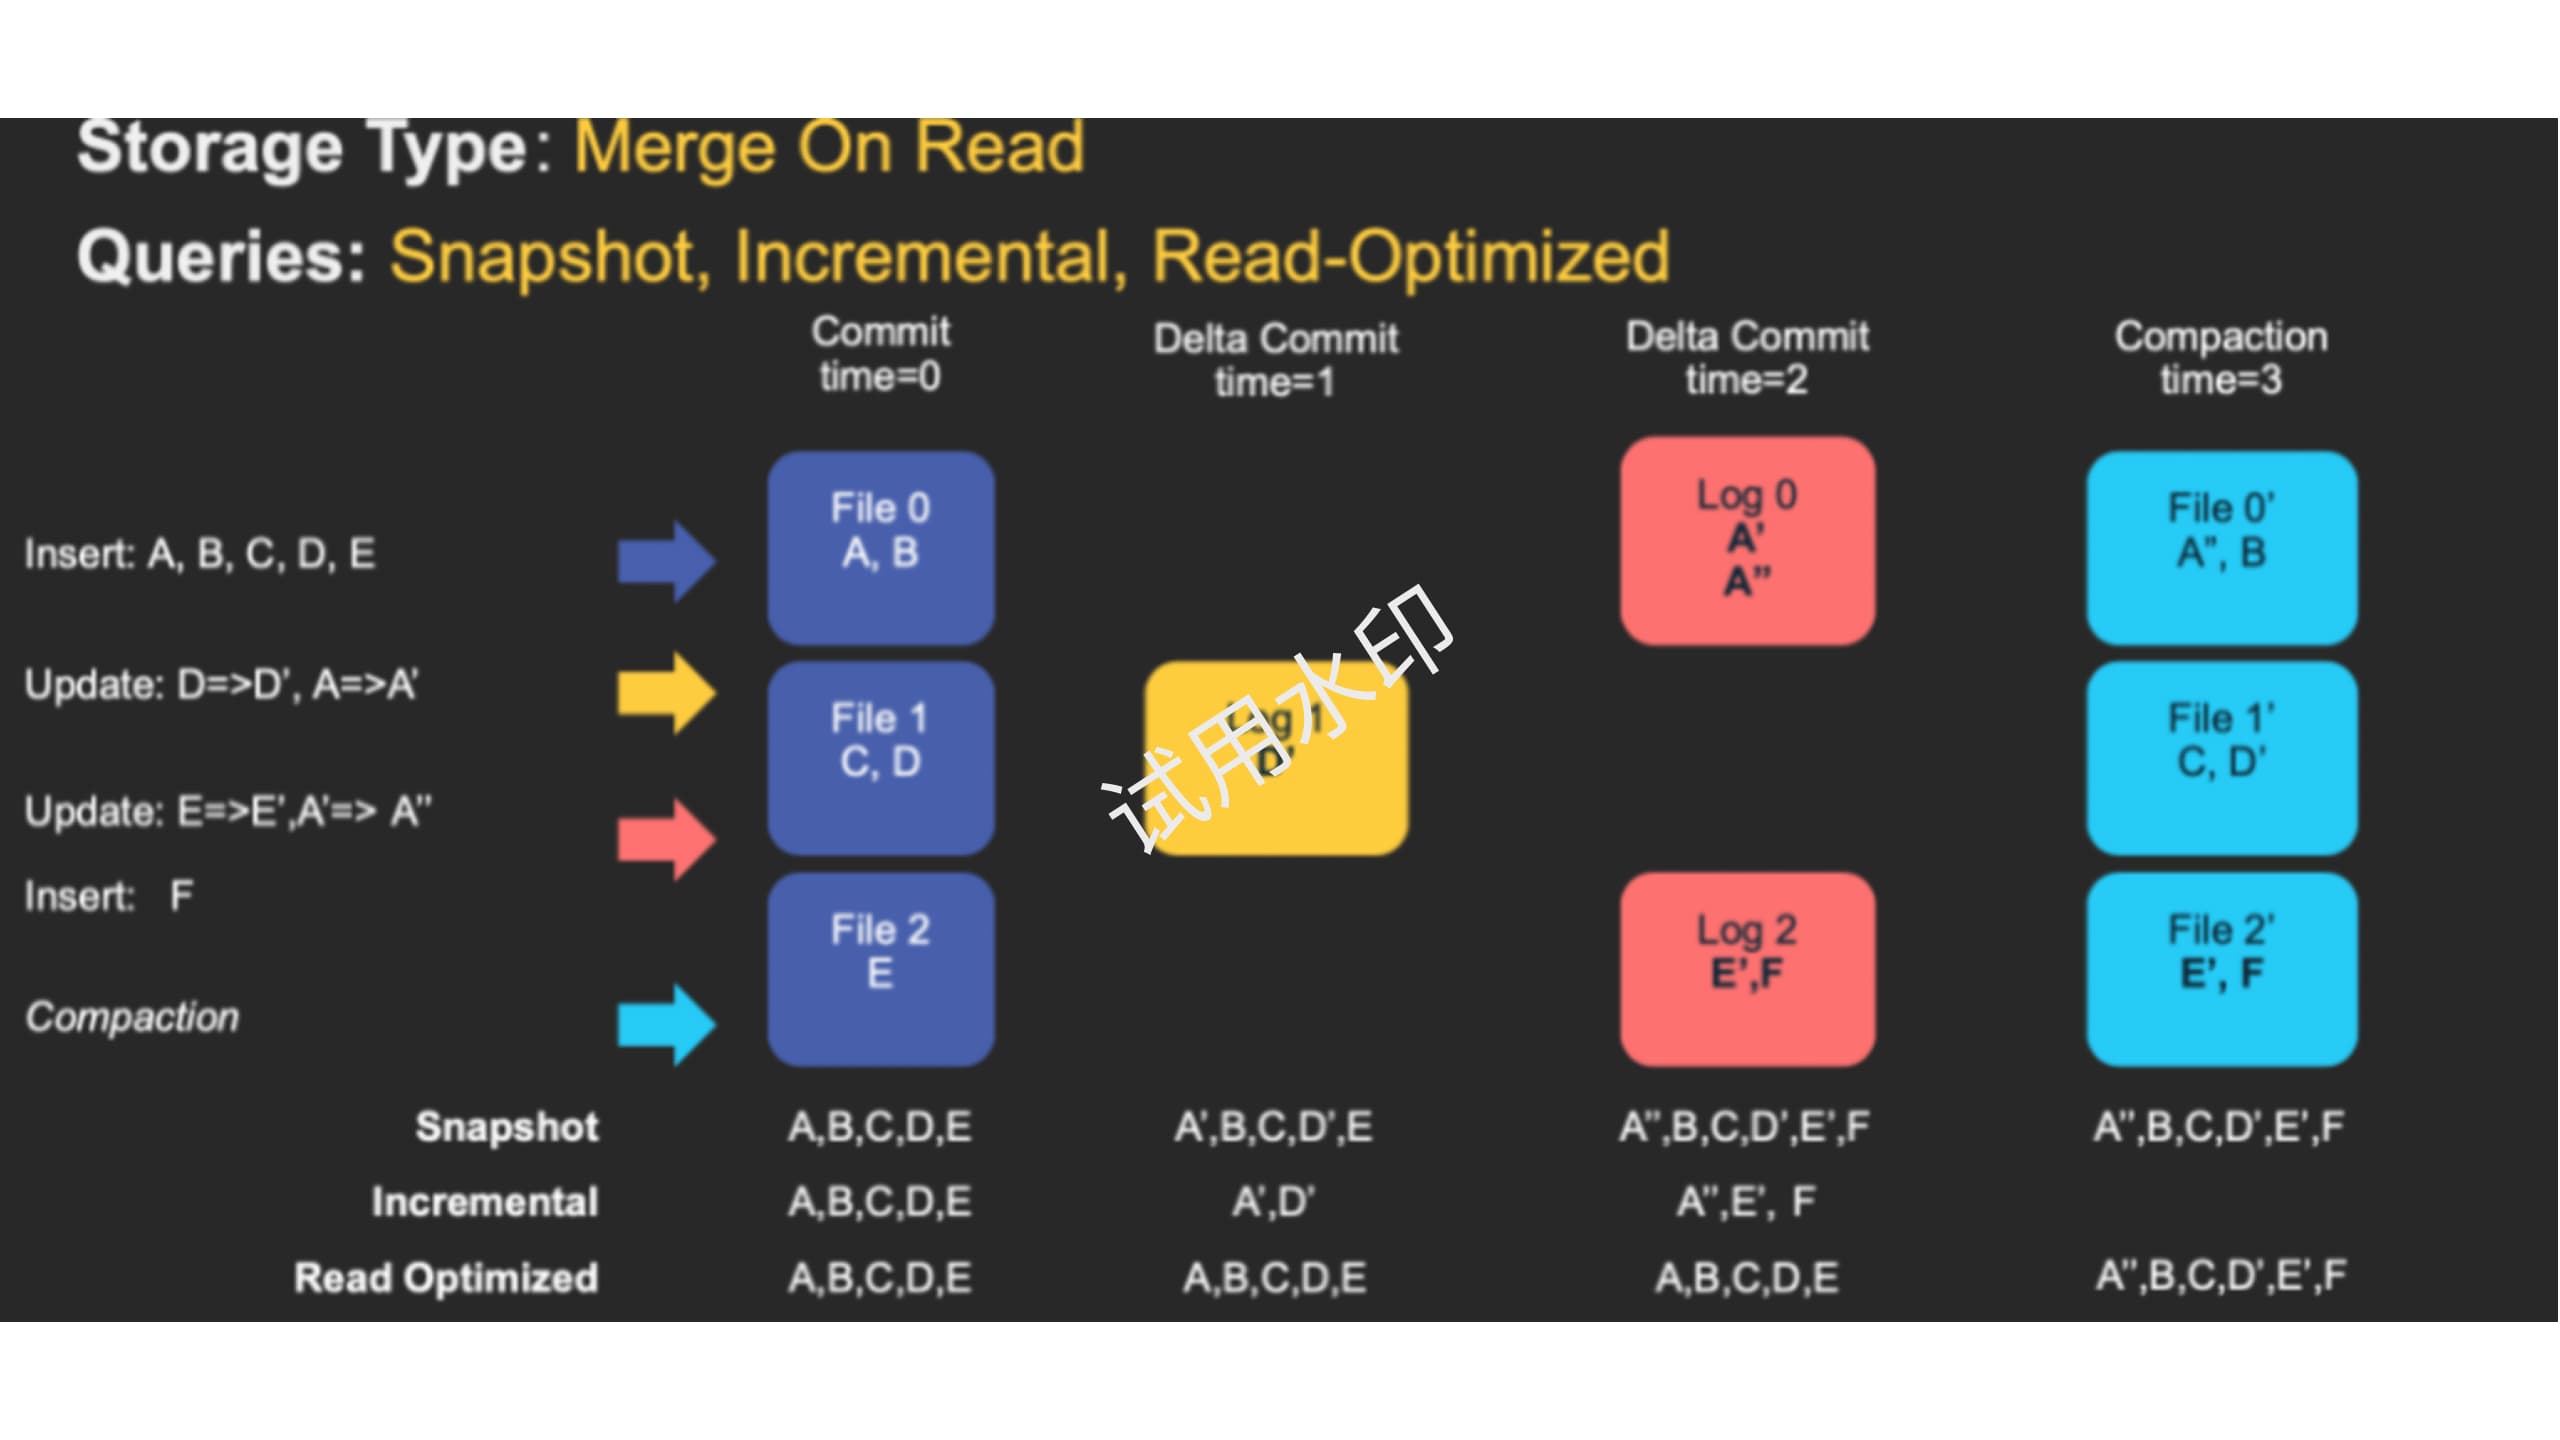 Storage Type: Merge On Read
Queries: Snapshot, Incremental, Read-Optimized
Commit
time=0
Delta Commit
time=1
Delta Commit
time=2
Compaction
time=3
Insert: A, B, C, D, E
Update: D=>D’, A=>A’
Update: E=>E’,A’=> A’’
Insert: F
Compaction
File 0
A, B
File 1
C, D
File 2
E
Log 1
D’
Log 0
A’
A’’
Log 2
E’,F
File 0’
A’’, B
File 1’
C, D’
File 2’
E’, F
试用水印
Snapshot A,B,C,D,E A’,B,C,D’,E A’’,B,C,D’,E’,F A’’,B,C,D’,E’,F
Incremental A,B,C,D,E A’,D’ A’’,E’, F
Read Optimized A,B,C,D,E A,B,C,D,E A,B,C,D,E A’’,B,C,D’,E’,F